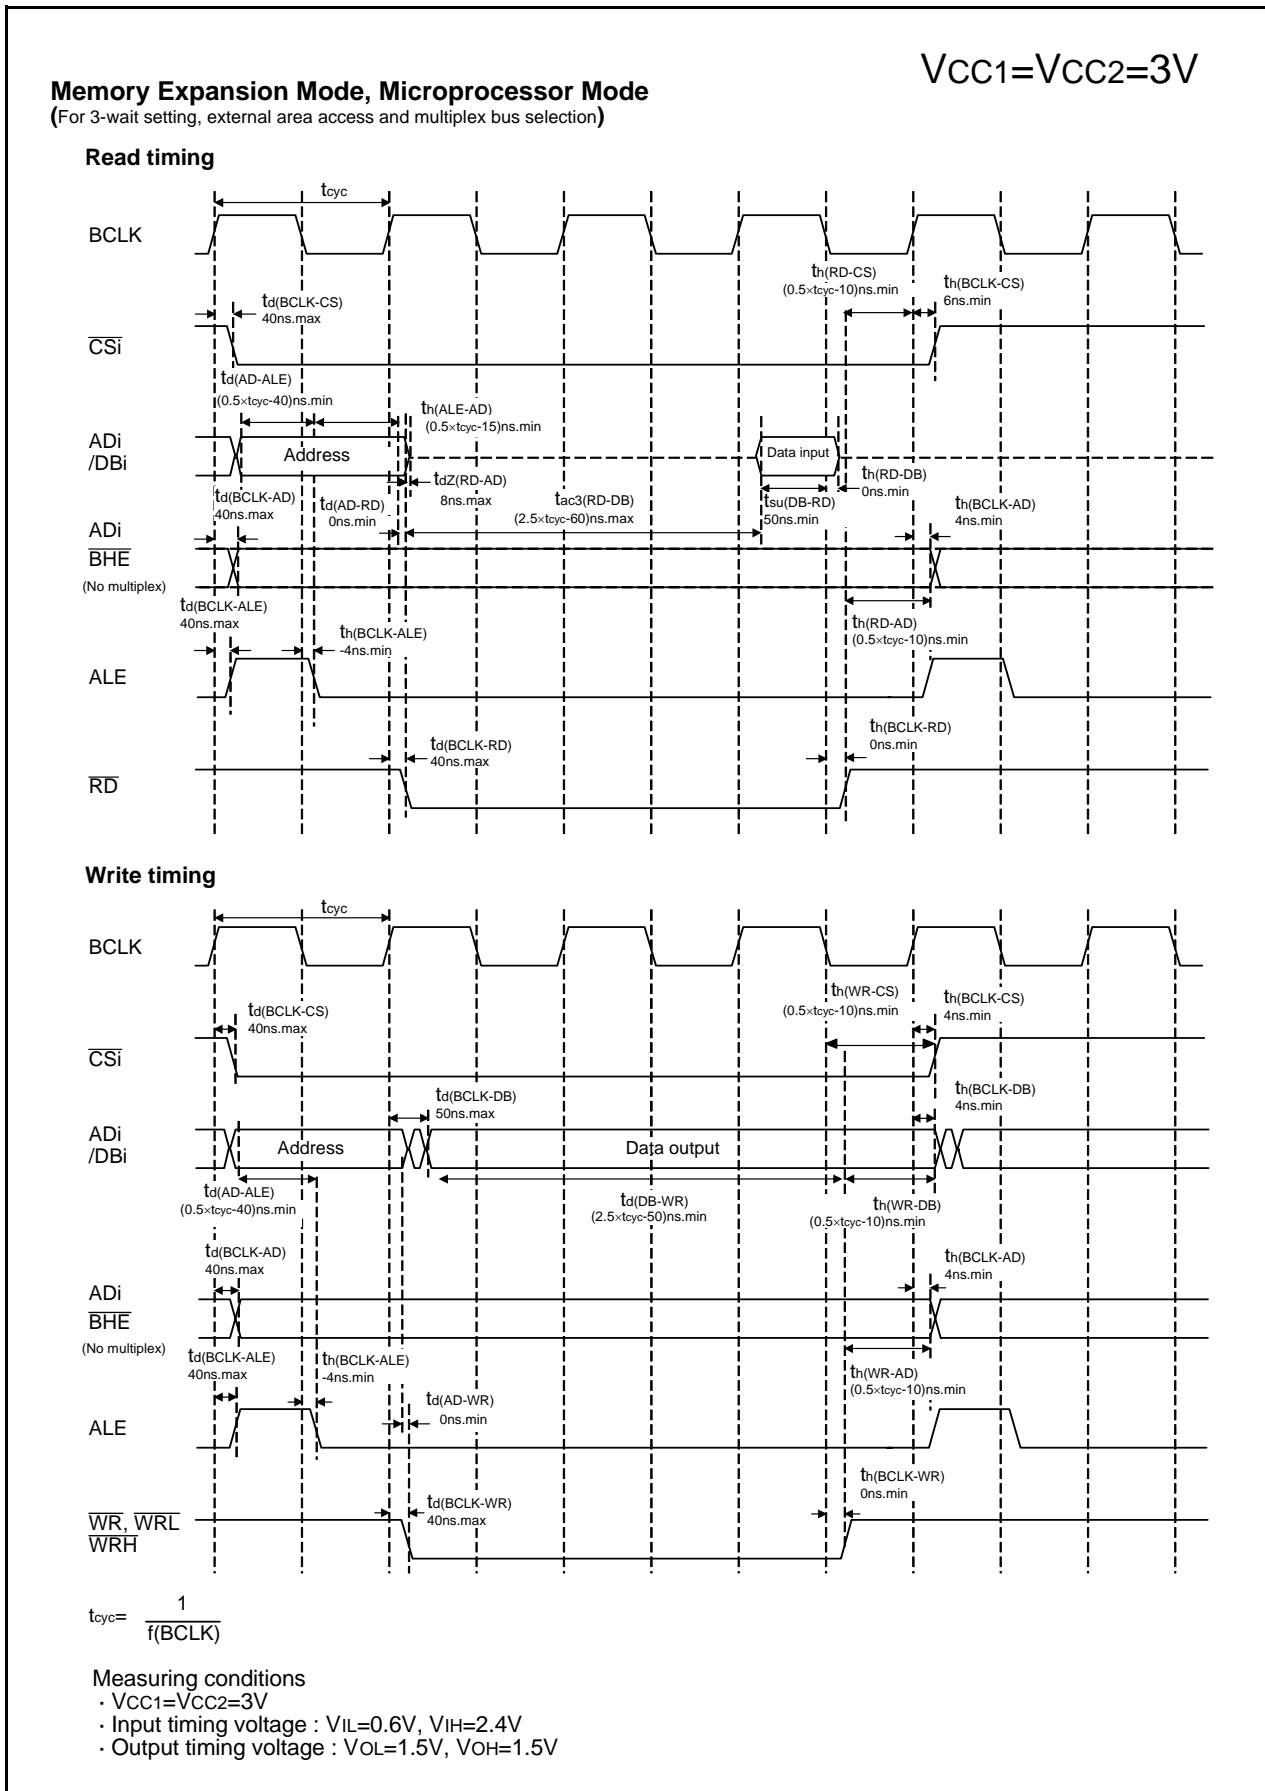 VCC1=VCC2=3V
Memory Expansion Mode, Microprocessor Mode
(For 3-wait setting, external area access and multiplex bus selection)
Read timing
tcyc
BCLK
th(RD-CS)
(0.5×tcyc-10)ns.min
th(BCLK-CS)
6ns.min
td(BCLK-CS)
40ns.max
CSi
td(AD-ALE)
(0.5×tcyc-40)ns.min
th(ALE-AD)
(0.5×tcyc-15)ns.min
ADi
/DBi
Address
Data input
tdZ(RD-AD)
8ns.max
th(RD-DB)
0ns.min
td(BCLK-AD)
40ns.max
td(AD-RD)
0ns.min
tac3(RD-DB)
(2.5×tcyc-60)ns.max
tsu(DB-RD)
50ns.min
th(BCLK-AD)
4ns.min
ADi
BHE
(No multiplex)
td(BCLK-ALE)
40ns.max
th(BCLK-ALE)
-4ns.min
th(RD-AD)
(0.5×tcyc-10)ns.min
ALE
td(BCLK-RD)
40ns.max
th(BCLK-RD)
0ns.min
RD
Write timing
tcyc
BCLK
th(WR-CS)
(0.5×tcyc-10)ns.min
th(BCLK-CS)
4ns.min
td(BCLK-CS)
40ns.max
CSi
td(BCLK-DB)
50ns.max
th(BCLK-DB)
4ns.min
ADi
/DBi
Address
Data output
td(AD-ALE)
(0.5×tcyc-40)ns.min
td(DB-WR)
(2.5×tcyc-50)ns.min
th(WR-DB)
(0.5×tcyc-10)ns.min
td(BCLK-AD)
40ns.max
th(BCLK-AD)
4ns.min
ADi
BHE
(No multiplex)
td(BCLK-ALE)
40ns.max
th(BCLK-ALE)
-4ns.min
th(WR-AD)
(0.5×tcyc-10)ns.min
td(AD-WR)
0ns.min
ALE
td(BCLK-WR)
40ns.max
th(BCLK-WR)
0ns.min
WR, WRL
WRH
tcyc= 1
f(BCLK)
Measuring conditions
· VCC1=VCC2=3V
· Input timing voltage : VIL=0.6V, VIH=2.4V
· Output timing voltage : VOL=1.5V, VOH=1.5V